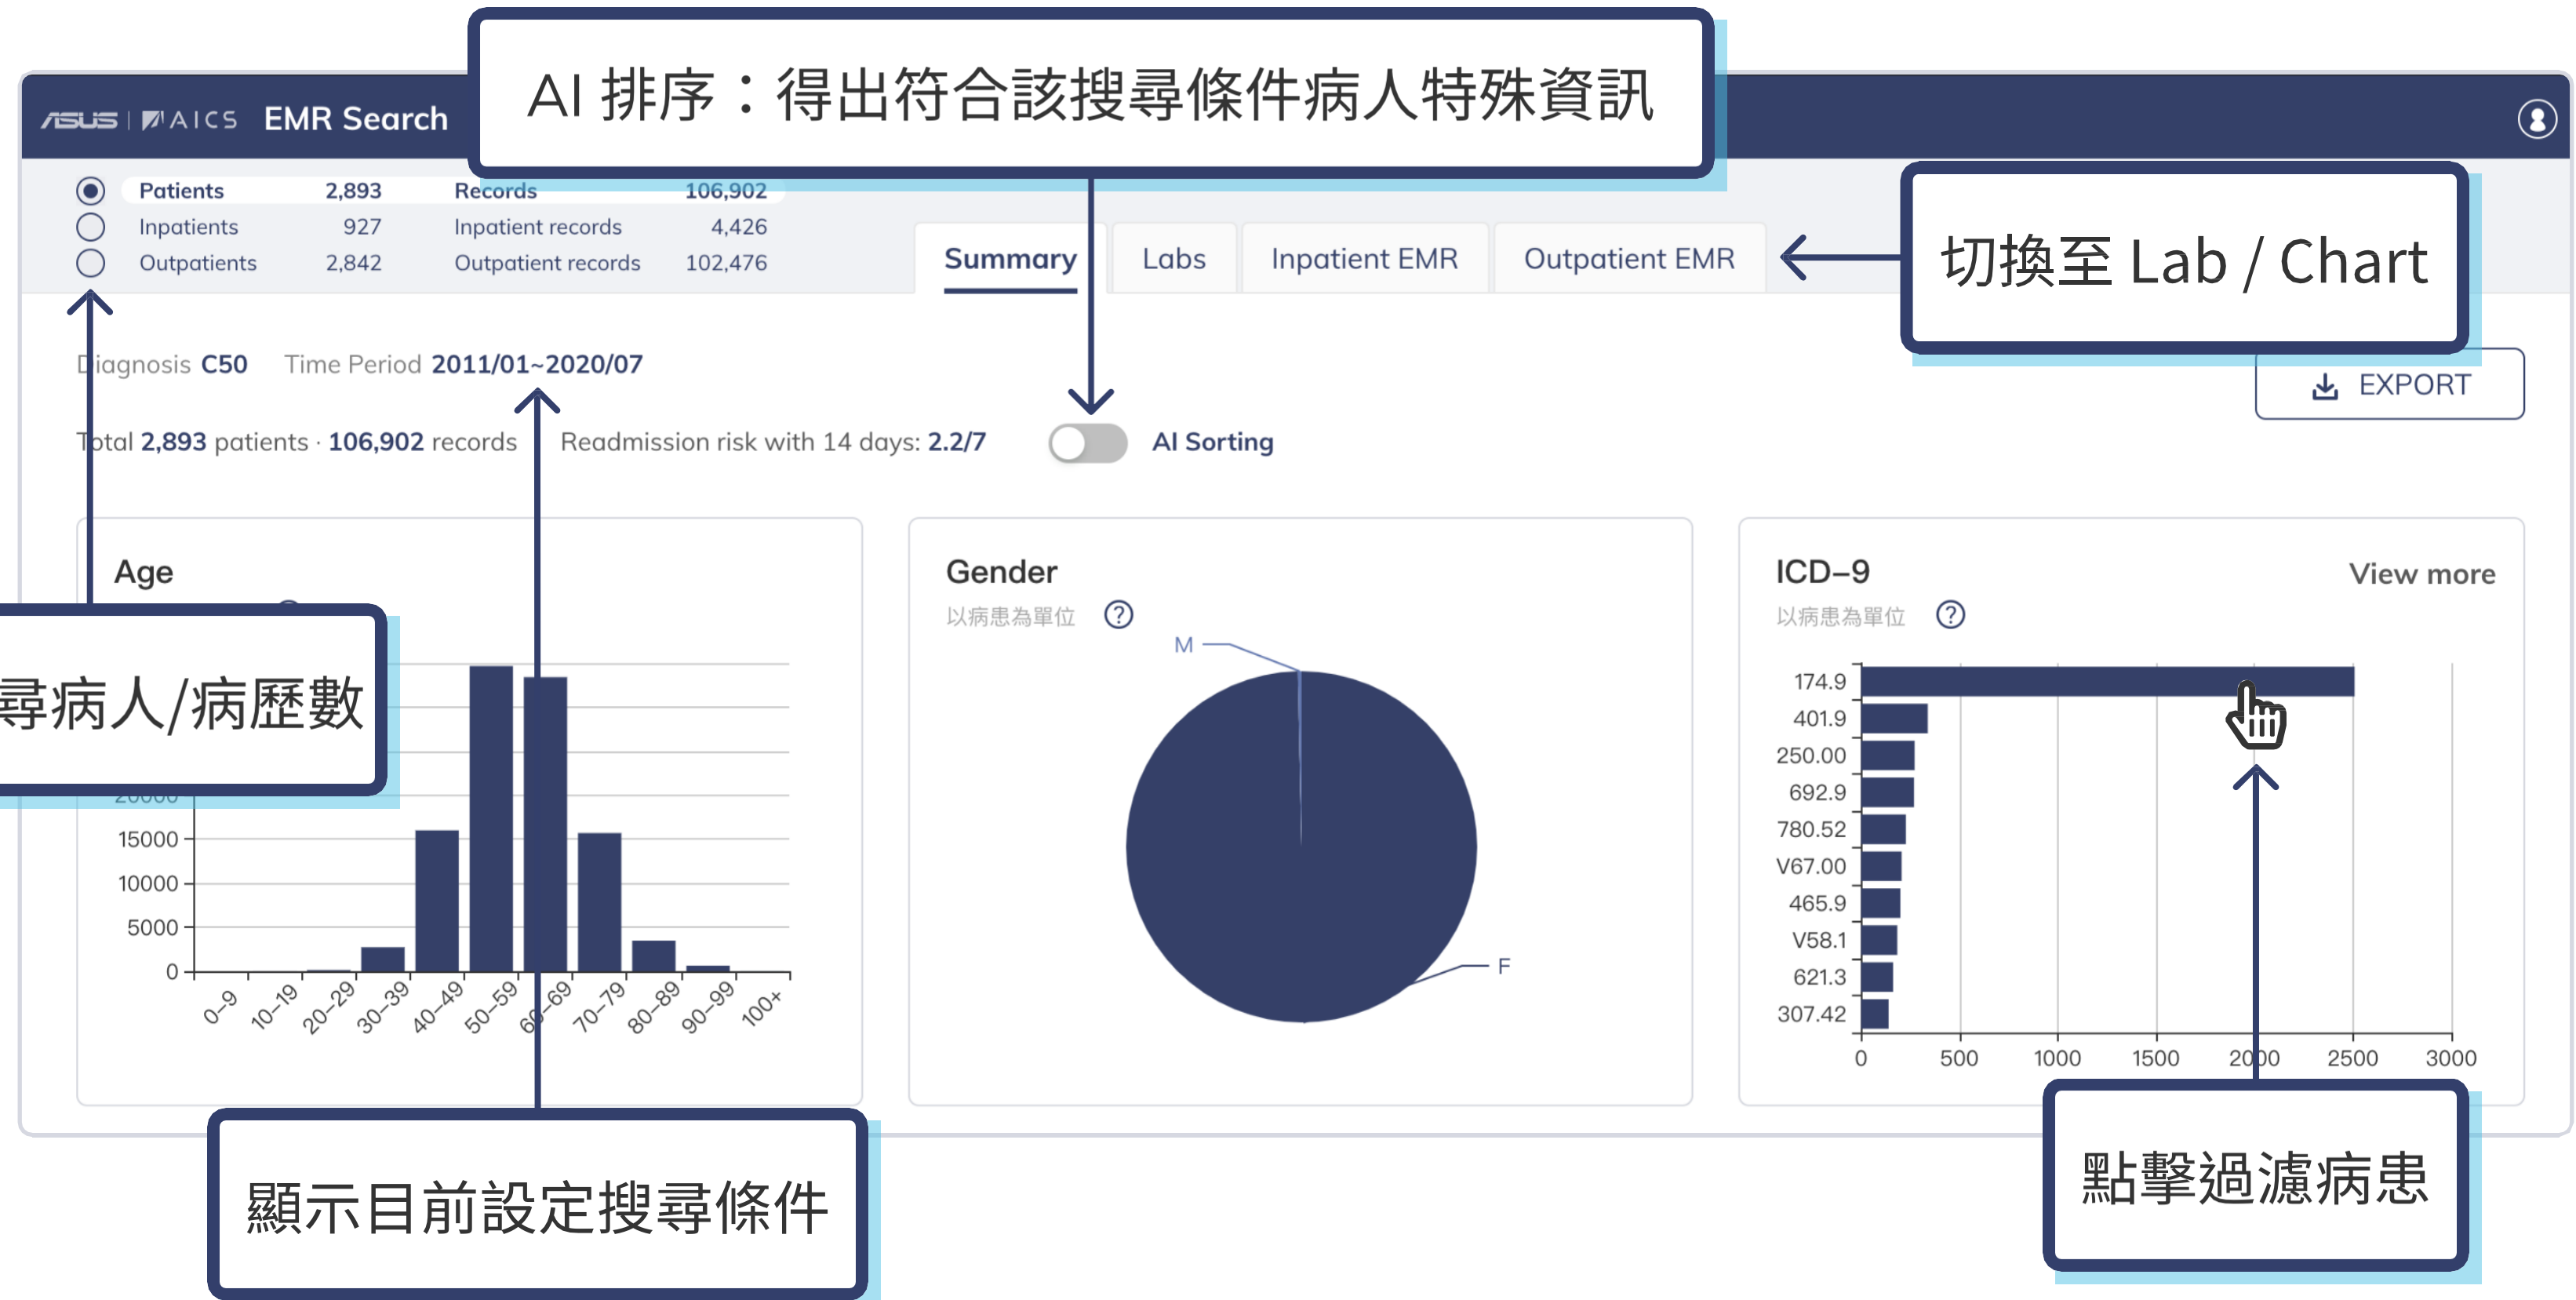 AI 排序：得出符合該搜尋條件病人特殊資訊
ASUS | AICS EMR Search
Patients 2,893 Records 106,902
Inpatients 927 Inpatient records 4,426
Outpatients 2,842 Outpatient records 102,476
Summary Labs Inpatient EMR Outpatient EMR
切換至 Lab / Chart
Diagnosis C50 Time Period 2011/01~2020/07
EXPORT
Total 2,893 patients · 106,902 records Readmission risk with 14 days: 2.2/7 AI Sorting
Age
尋病人/病歷數
20000
15000
10000
5000
0
0–9 10–19 20–29 30–39 40–49 50–59 60–69 70–79 80–89 90–99 100+
Gender
以病患為單位 ?
M
F
ICD–9 View more
以病患為單位 ?
174.9
401.9
250.00
692.9
780.52
V67.00
465.9
V58.1
621.3
307.42
0 500 1000 1500 2000 2500 3000
顯示目前設定搜尋條件
點擊過濾病患